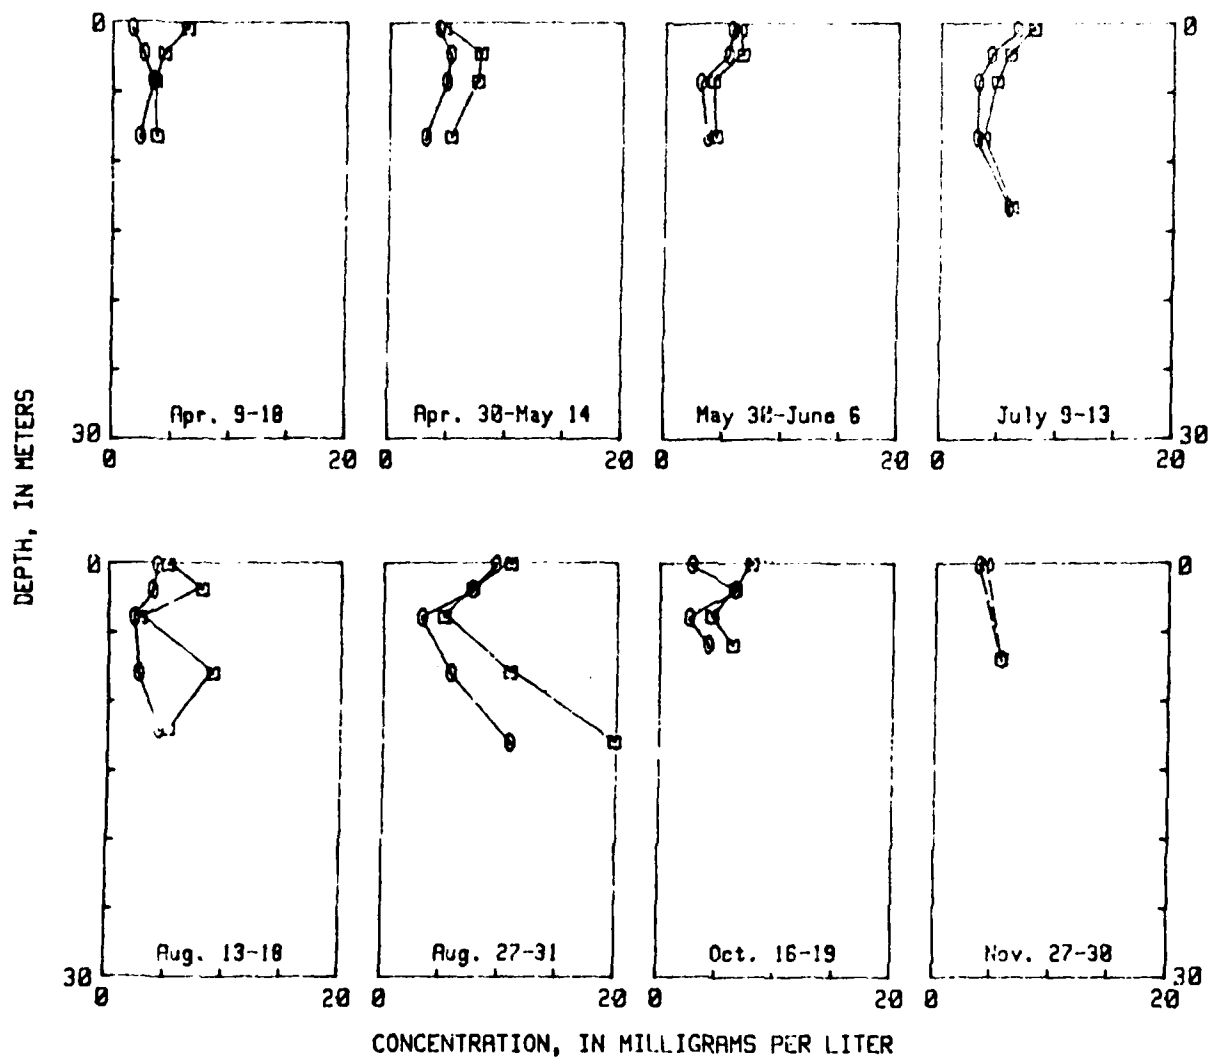 0
0
Apr. 9-18
Apr. 30-May 14
May 30-June 6
July 9-13
30
30
0 20
0 20
0 20
0 20
DEPTH, IN METERS
0
0
Aug. 13-18
Aug. 27-31
Oct. 16-19
Nov. 27-30
30
30
0 20
0 20
0 20
0 20
CONCENTRATION, IN MILLIGRAMS PER LITER